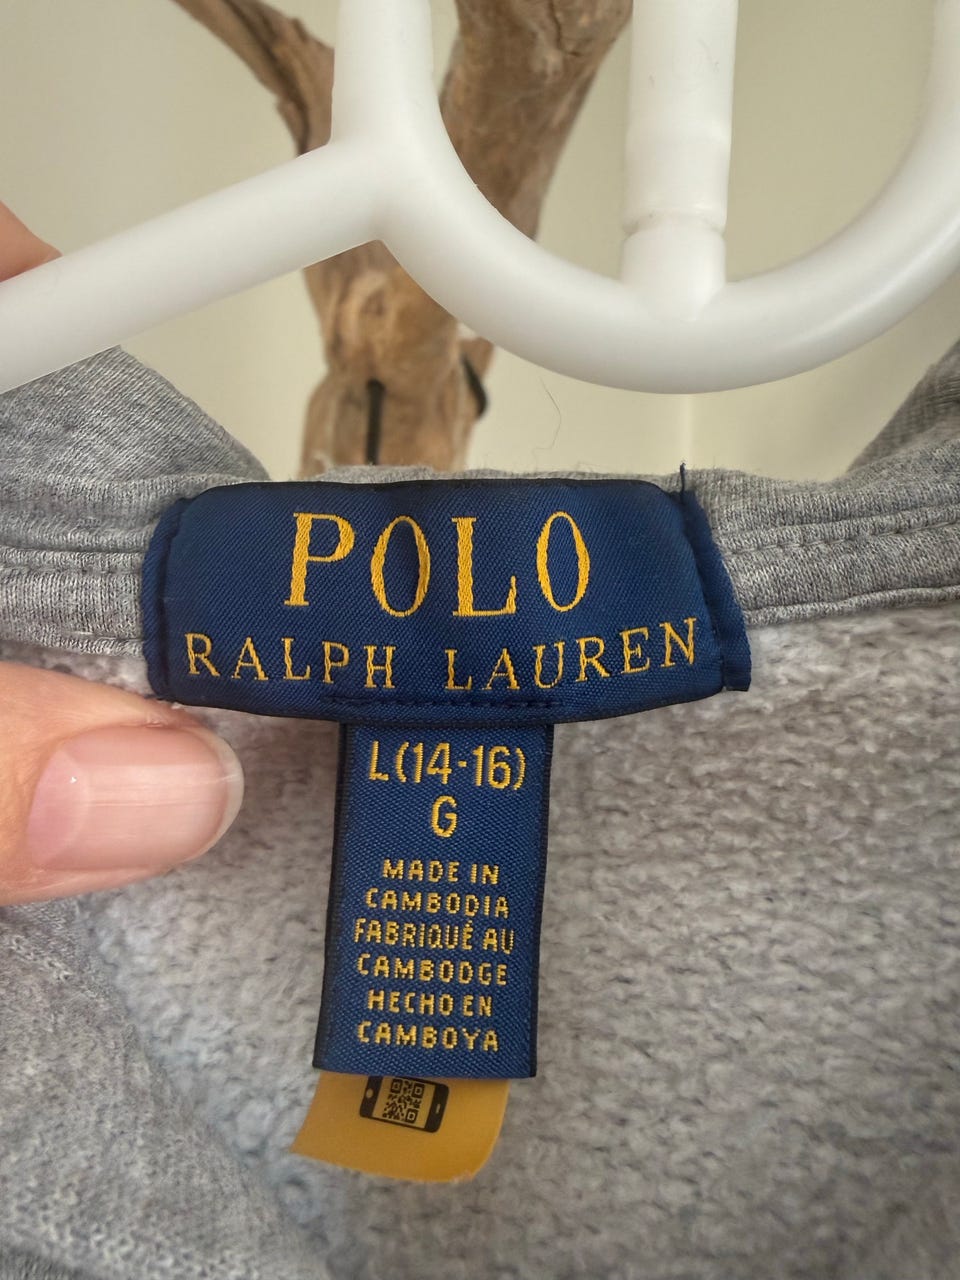 POLO
RALPH LAUREN
L(14-16)
G
MADE IN
CAMBODIA
FABRIQUÉ AU
CAMBODGE
HECHO EN
CAMBOYA